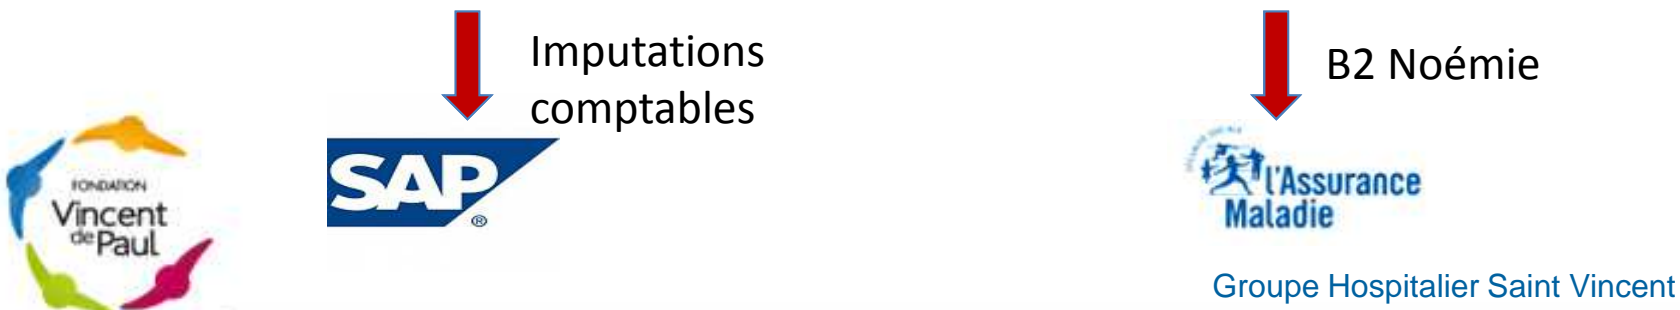 Imputations
comptables
B2 Noémie
FONDATION
Vincent
de Paul
SAP
®
l'Assurance
Maladie
Groupe Hospitalier Saint Vincent